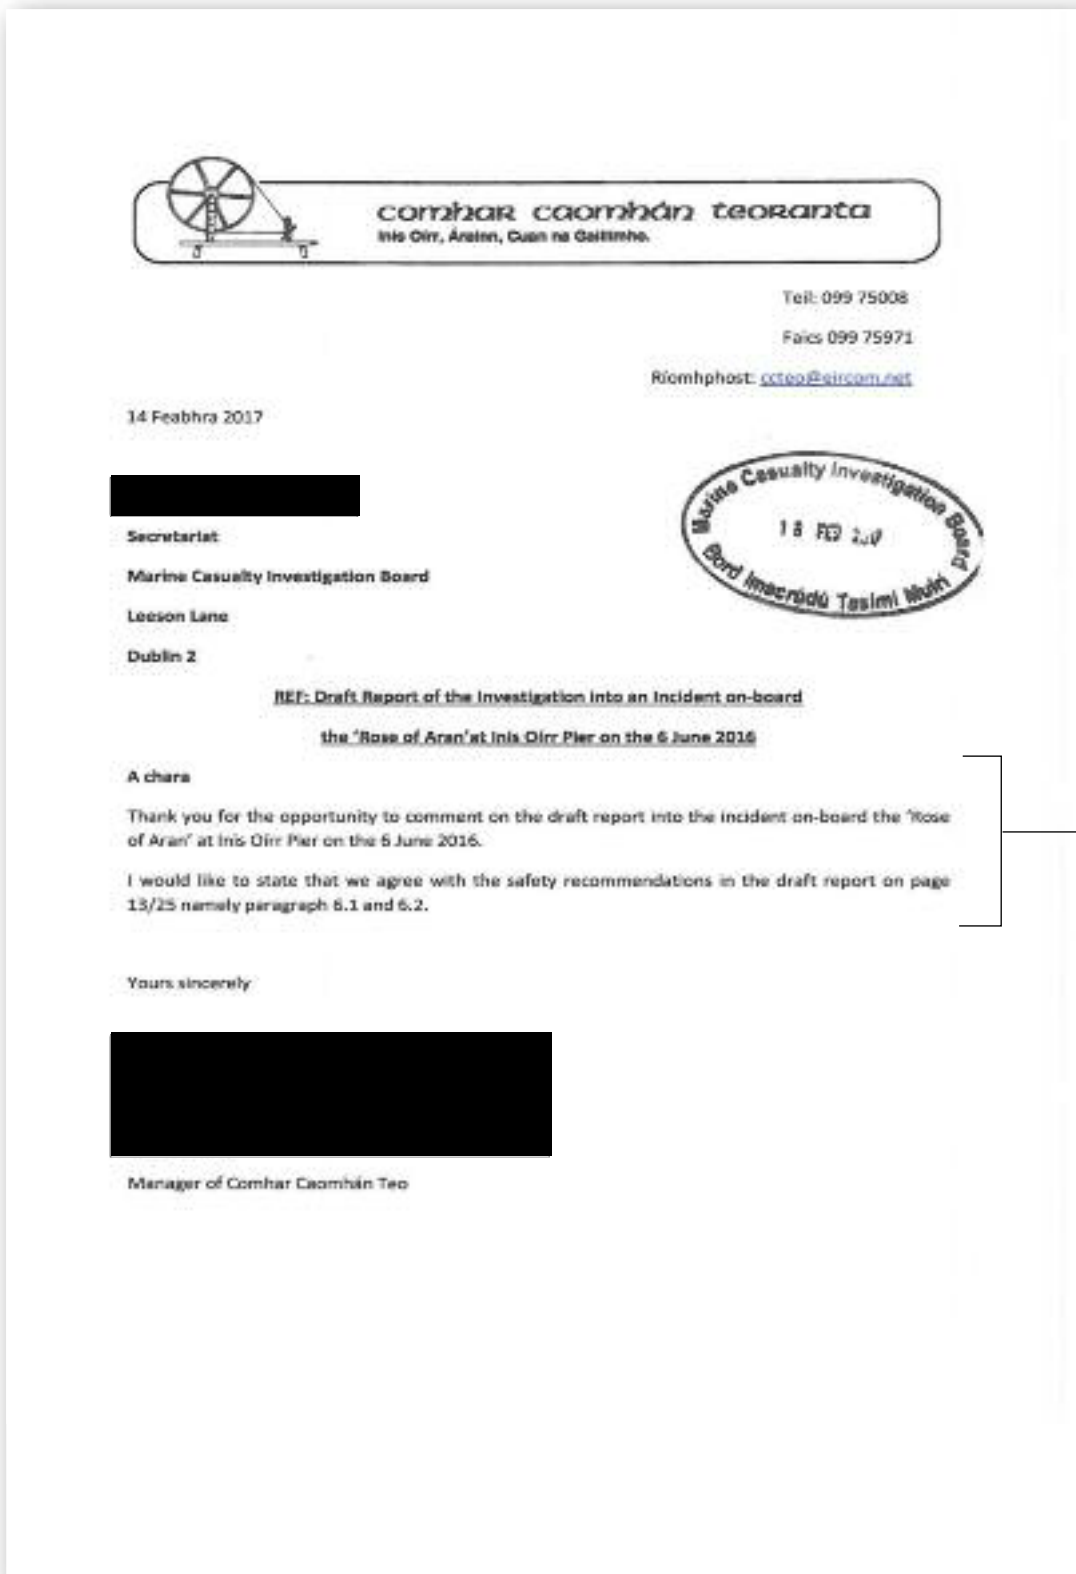 comhar caomhán teoranta
Inis Oirr, Árainn, Cuan na Gaillimhe.
Teil: 099 75008
Faics 099 75971
Ríomhphost: ccteo@eircom.net
14 Feabhra 2017
Marine Casualty Investigation Board
18 FEB
Bord Imscrúdú Taismí Muirí
Secretariat
Marine Casualty Investigation Board
Leeson Lane
Dublin 2
REF: Draft Report of the Investigation into an Incident on-board
the 'Rose of Aran'at Inis Oirr Pier on the 6 June 2016
A chara
Thank you for the opportunity to comment on the draft report into the incident on-board the 'Rose
of Aran' at Inis Oírr Pier on the 6 June 2016.
I would like to state that we agree with the safety recommendations in the draft report on page
13/25 namely paragraph 6.1 and 6.2.
Yours sincerely
Manager of Comhar Caomhán Teo